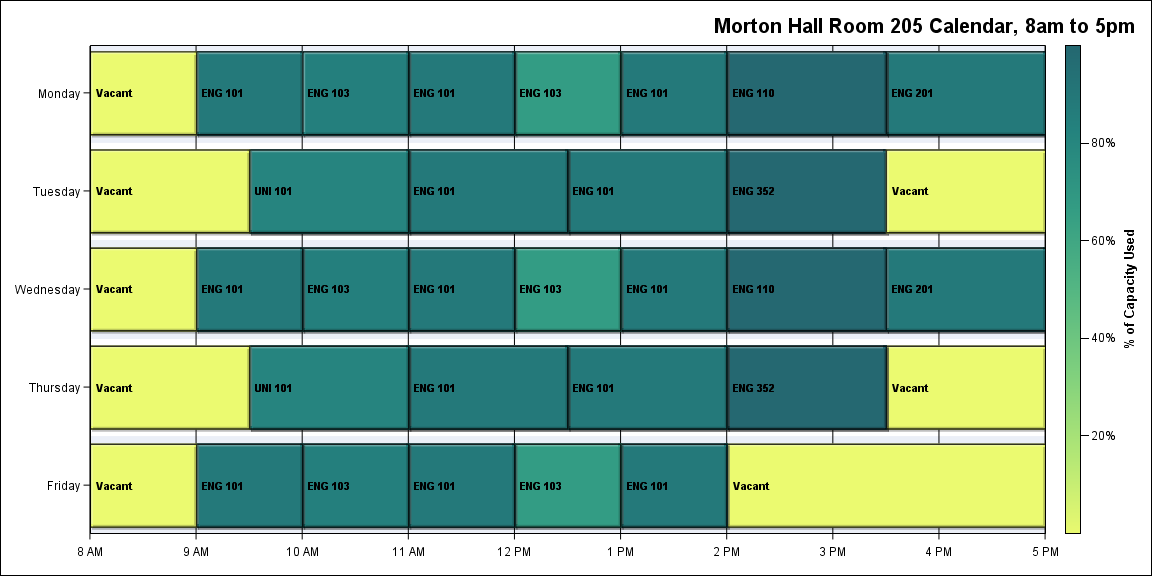 Morton Hall Room 205 Calendar, 8am to 5pm
Monday
Vacant
ENG 101
ENG 103
ENG 101
ENG 103
ENG 101
ENG 110
ENG 201
Tuesday
Vacant
UNI 101
ENG 101
ENG 101
ENG 352
Vacant
Wednesday
Vacant
ENG 101
ENG 103
ENG 101
ENG 103
ENG 101
ENG 110
ENG 201
Thursday
Vacant
UNI 101
ENG 101
ENG 101
ENG 352
Vacant
Friday
Vacant
ENG 101
ENG 103
ENG 101
ENG 103
ENG 101
Vacant
8 AM
9 AM
10 AM
11 AM
12 PM
1 PM
2 PM
3 PM
4 PM
5 PM
80%
60%
40%
20%
% of Capacity Used